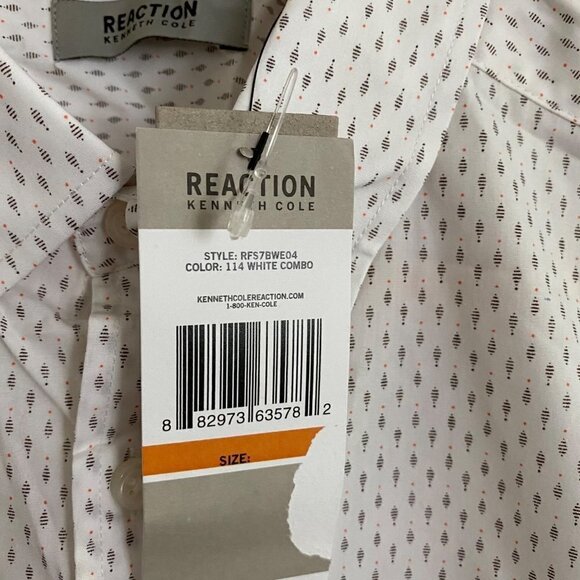 REACTION
KENNETH COLE
REACTION
KENNETH COLE
STYLE: RFS7BWE04
COLOR: 114 WHITE COMBO
KENNETHCOLEREACTION.COM
1-800-KEN-COLE
8 82973 63578 2
SIZE: